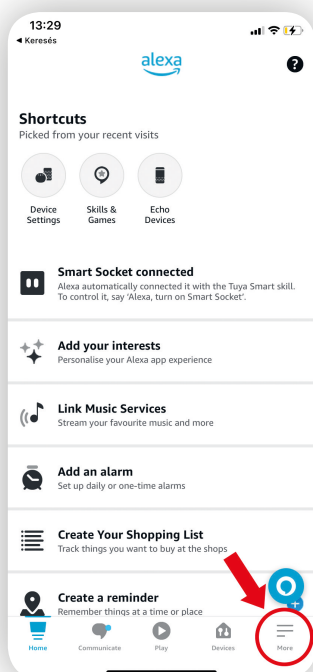 13:29
◀ Keresés
alexa
?
Shortcuts
Picked from your recent visits
Device
Settings
Skills &
Games
Echo
Devices
Smart Socket connected
Alexa automatically connected it with the Tuya Smart skill.
To control it, say 'Alexa, turn on Smart Socket'.
Add your interests
Personalise your Alexa app experience
Link Music Services
Stream your favourite music and more
Add an alarm
Set up daily or one-time alarms
Create Your Shopping List
Track things you want to buy at the shops
Create a reminder
Remember things at a time or place
Home
Communicate
Play
Devices
More